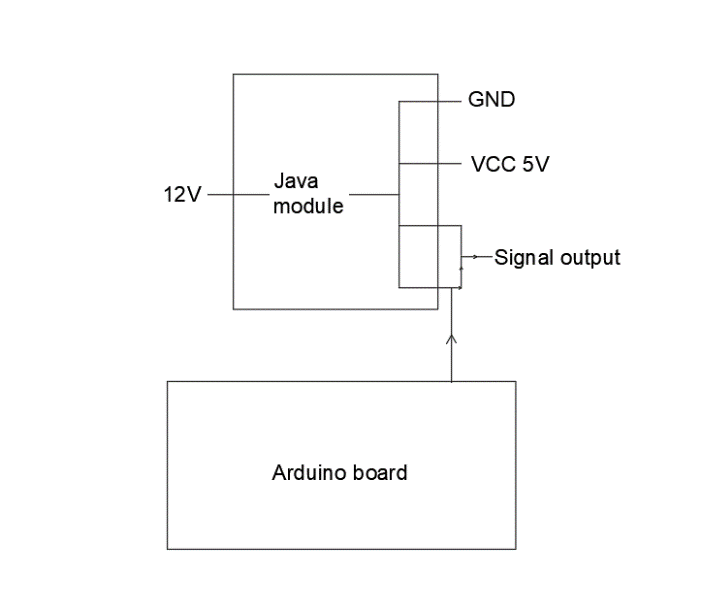 GND
VCC 5V
12V
Java
module
Signal output
Arduino board